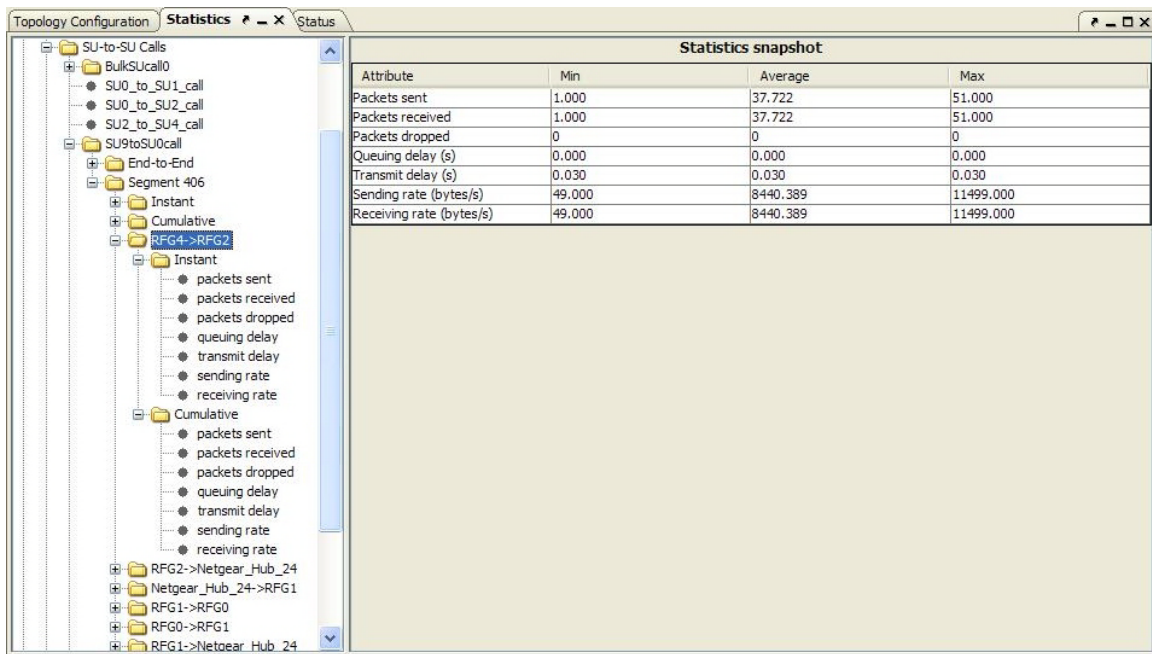 Topology Configuration Statistics Status
SU-to-SU Calls
BulkSUcall0
SU0_to_SU1_call
SU0_to_SU2_call
SU2_to_SU4_call
SU9toSU0call
End-to-End
Segment 406
Instant
Cumulative
RFG4->RFG2
Instant
packets sent
packets received
packets dropped
queuing delay
transmit delay
sending rate
receiving rate
Cumulative
packets sent
packets received
packets dropped
queuing delay
transmit delay
sending rate
receiving rate
RFG2->Netgear_Hub_24
Netgear_Hub_24->RFG1
RFG1->RFG0
RFG0->RFG1
RFG1->Netgear_Hub_24
Statistics snapshot
Attribute Min Average Max
Packets sent 1.000 37.722 51.000
Packets received 1.000 37.722 51.000
Packets dropped 0 0 0
Queuing delay (s) 0.000 0.000 0.000
Transmit delay (s) 0.030 0.030 0.030
Sending rate (bytes/s) 49.000 8440.389 11499.000
Receiving rate (bytes/s) 49.000 8440.389 11499.000